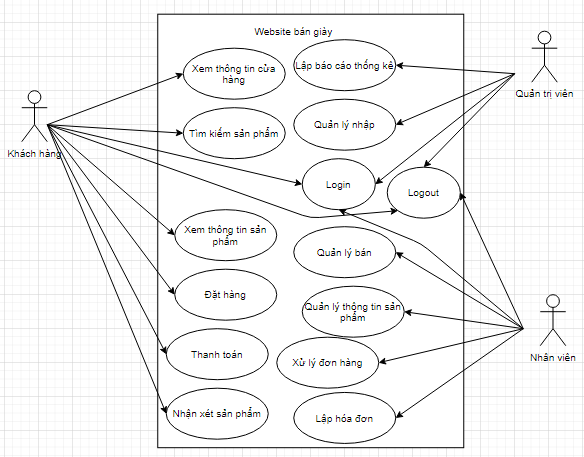 Website bán giày
Xem thông tin cửa
hàng
Lập báo cáo thống kê
Quản trị viên
Tìm kiếm sản phẩm
Quản lý nhập
Khách hàng
Login
Logout
Xem thông tin sản
phẩm
Quản lý bán
Đặt hàng
Quản lý thông tin sản
phẩm
Thanh toán
Xử lý đơn hàng
Nhân viên
Nhận xét sản phẩm
Lập hóa đơn